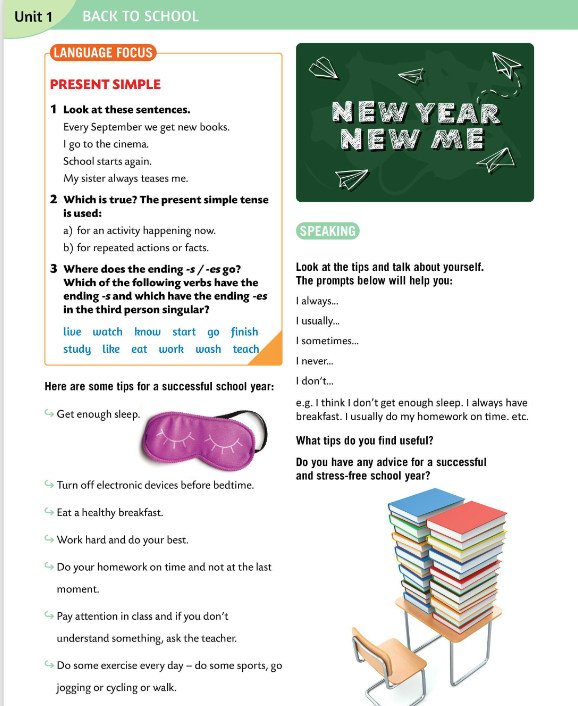 Unit 1 BACK TO SCHOOL
LANGUAGE FOCUS
PRESENT SIMPLE
1 Look at these sentences.
Every September we get new books.
I go to the cinema.
School starts again.
My sister always teases me.
2 Which is true? The present simple tense
is used:
a) for an activity happening now.
b) for repeated actions or facts.
3 Where does the ending -s / -es go?
Which of the following verbs have the
ending -s and which have the ending -es
in the third person singular?
live watch know start go finish
study like eat work wash teach
Here are some tips for a successful school year:
Get enough sleep.
Turn off electronic devices before bedtime.
Eat a healthy breakfast.
Work hard and do your best.
Do your homework on time and not at the last
moment.
Pay attention in class and if you don't
understand something, ask the teacher.
Do some exercise every day – do some sports, go
jogging or cycling or walk.
NEW YEAR
NEW ME
SPEAKING
Look at the tips and talk about yourself.
The prompts below will help you:
I always...
I usually...
I sometimes...
I never...
I don't...
e.g. I think I don't get enough sleep. I always have
breakfast. I usually do my homework on time. etc.
What tips do you find useful?
Do you have any advice for a successful
and stress-free school year?